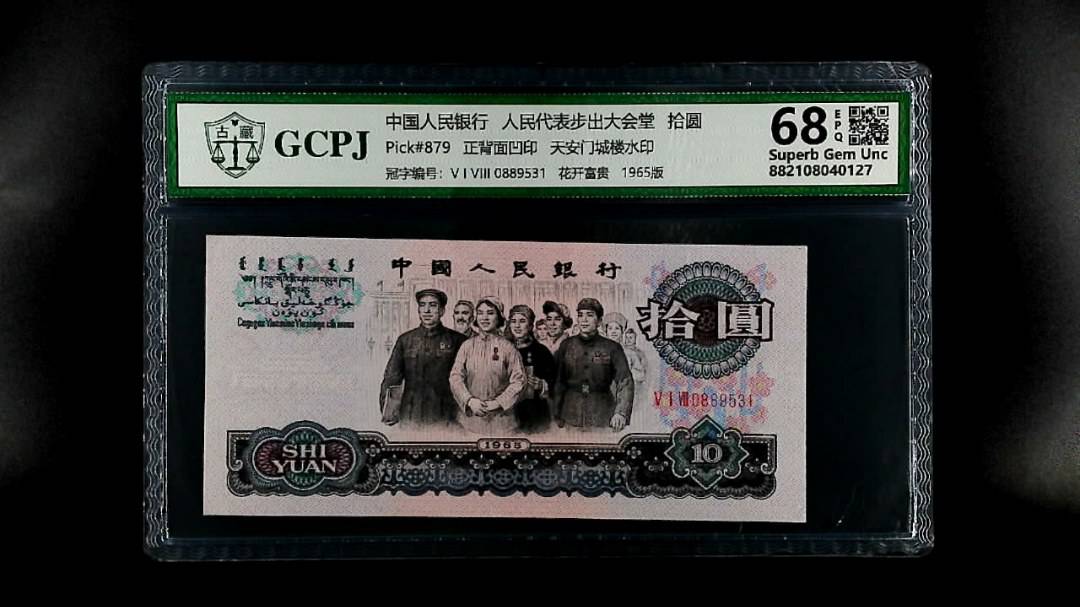 古藏
GCPJ
中国人民银行 人民代表步出大会堂 拾圆
Pick#879 正背面凹印 天安门城楼水印
冠字编号: V I VIII 0889531 花开富贵 1965版
68 EPQ
Superb Gem Unc
882108040127
中國人民銀行
拾圓
V I VIII 0889531
1965
SHI
YUAN
10